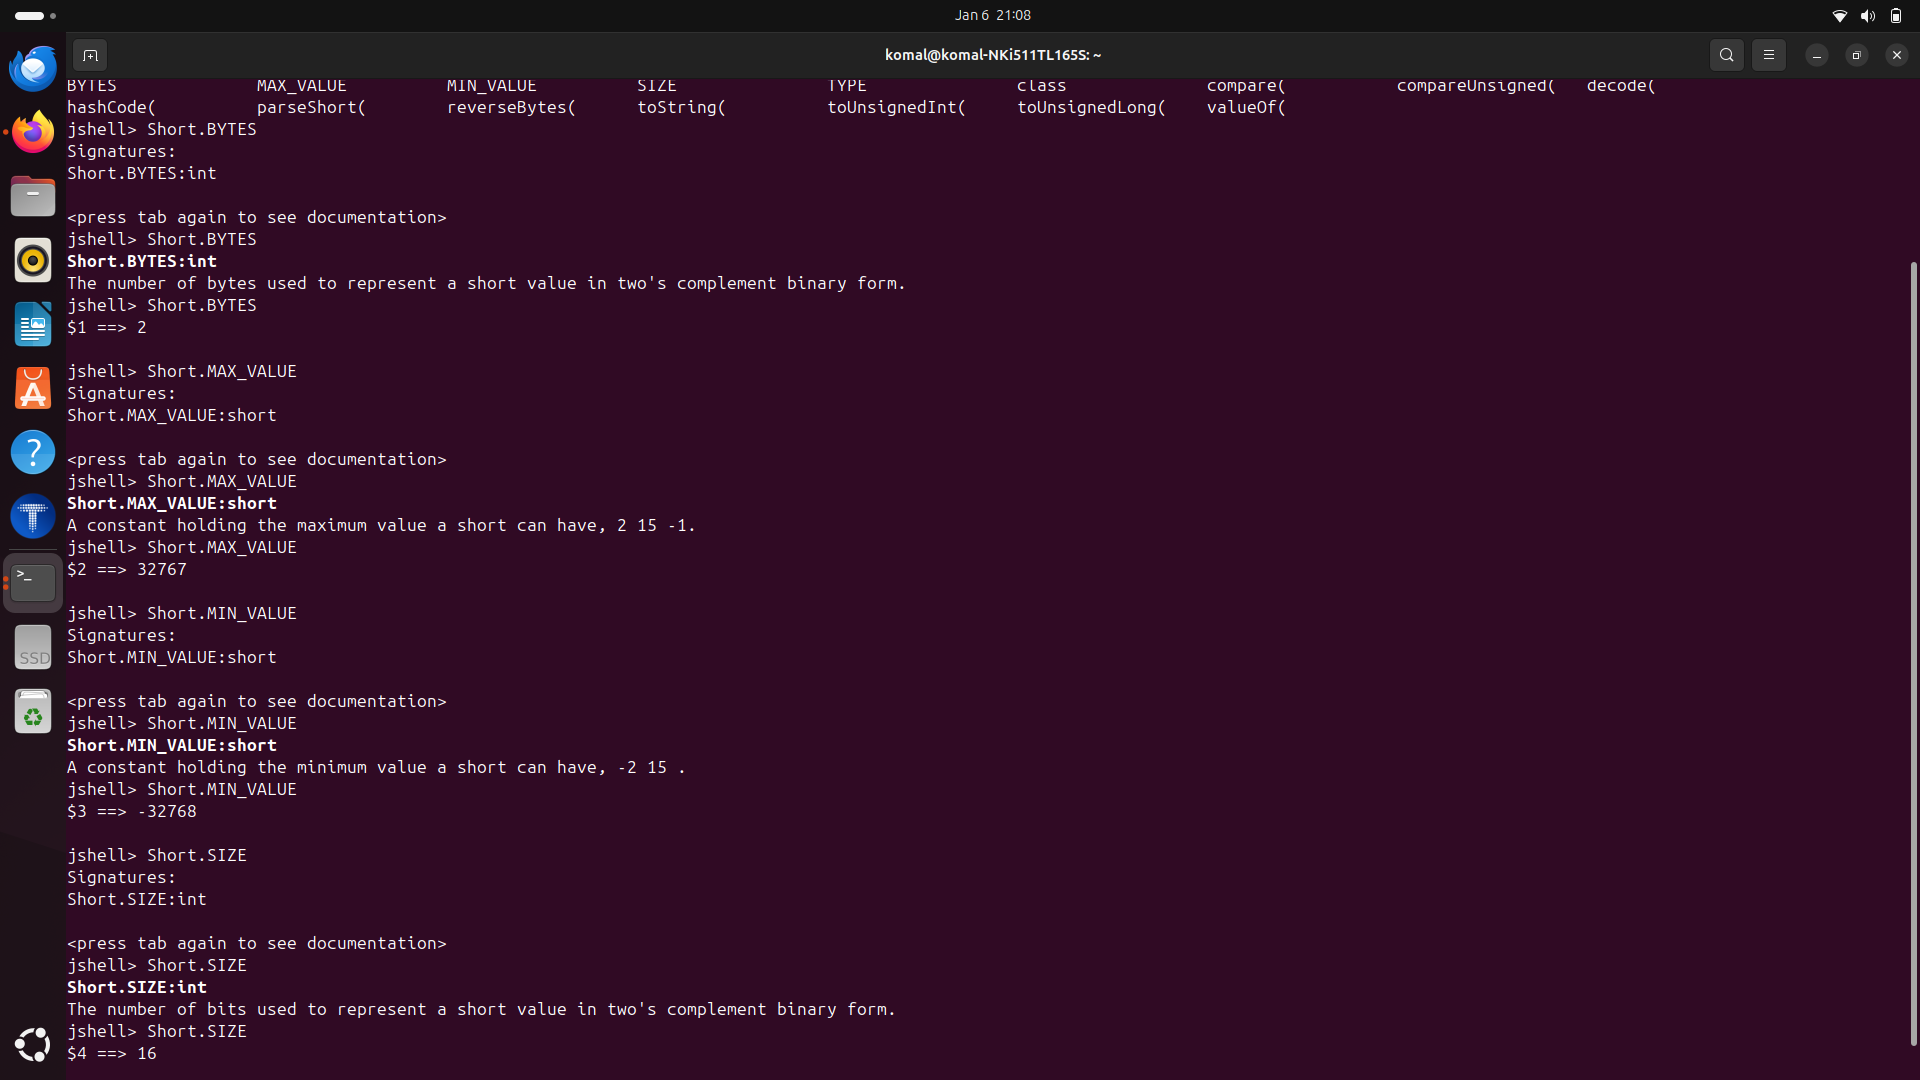 Jan 6 21:08
komal@komal-NKi511TL165S: ~
BYTES MAX_VALUE MIN_VALUE SIZE TYPE class compare( compareUnsigned( decode(
hashCode( parseShort( reverseBytes( toString( toUnsignedInt( toUnsignedLong( valueOf(
jshell> Short.BYTES
Signatures:
Short.BYTES:int
<press tab again to see documentation>
jshell> Short.BYTES
Short.BYTES:int
The number of bytes used to represent a short value in two's complement binary form.
jshell> Short.BYTES
$1 ==> 2
jshell> Short.MAX_VALUE
Signatures:
Short.MAX_VALUE:short
<press tab again to see documentation>
jshell> Short.MAX_VALUE
Short.MAX_VALUE:short
A constant holding the maximum value a short can have, 2 15 -1.
jshell> Short.MAX_VALUE
$2 ==> 32767
jshell> Short.MIN_VALUE
Signatures:
Short.MIN_VALUE:short
<press tab again to see documentation>
jshell> Short.MIN_VALUE
Short.MIN_VALUE:short
A constant holding the minimum value a short can have, -2 15 .
jshell> Short.MIN_VALUE
$3 ==> -32768
jshell> Short.SIZE
Signatures:
Short.SIZE:int
<press tab again to see documentation>
jshell> Short.SIZE
Short.SIZE:int
The number of bits used to represent a short value in two's complement binary form.
jshell> Short.SIZE
$4 ==> 16
SSD